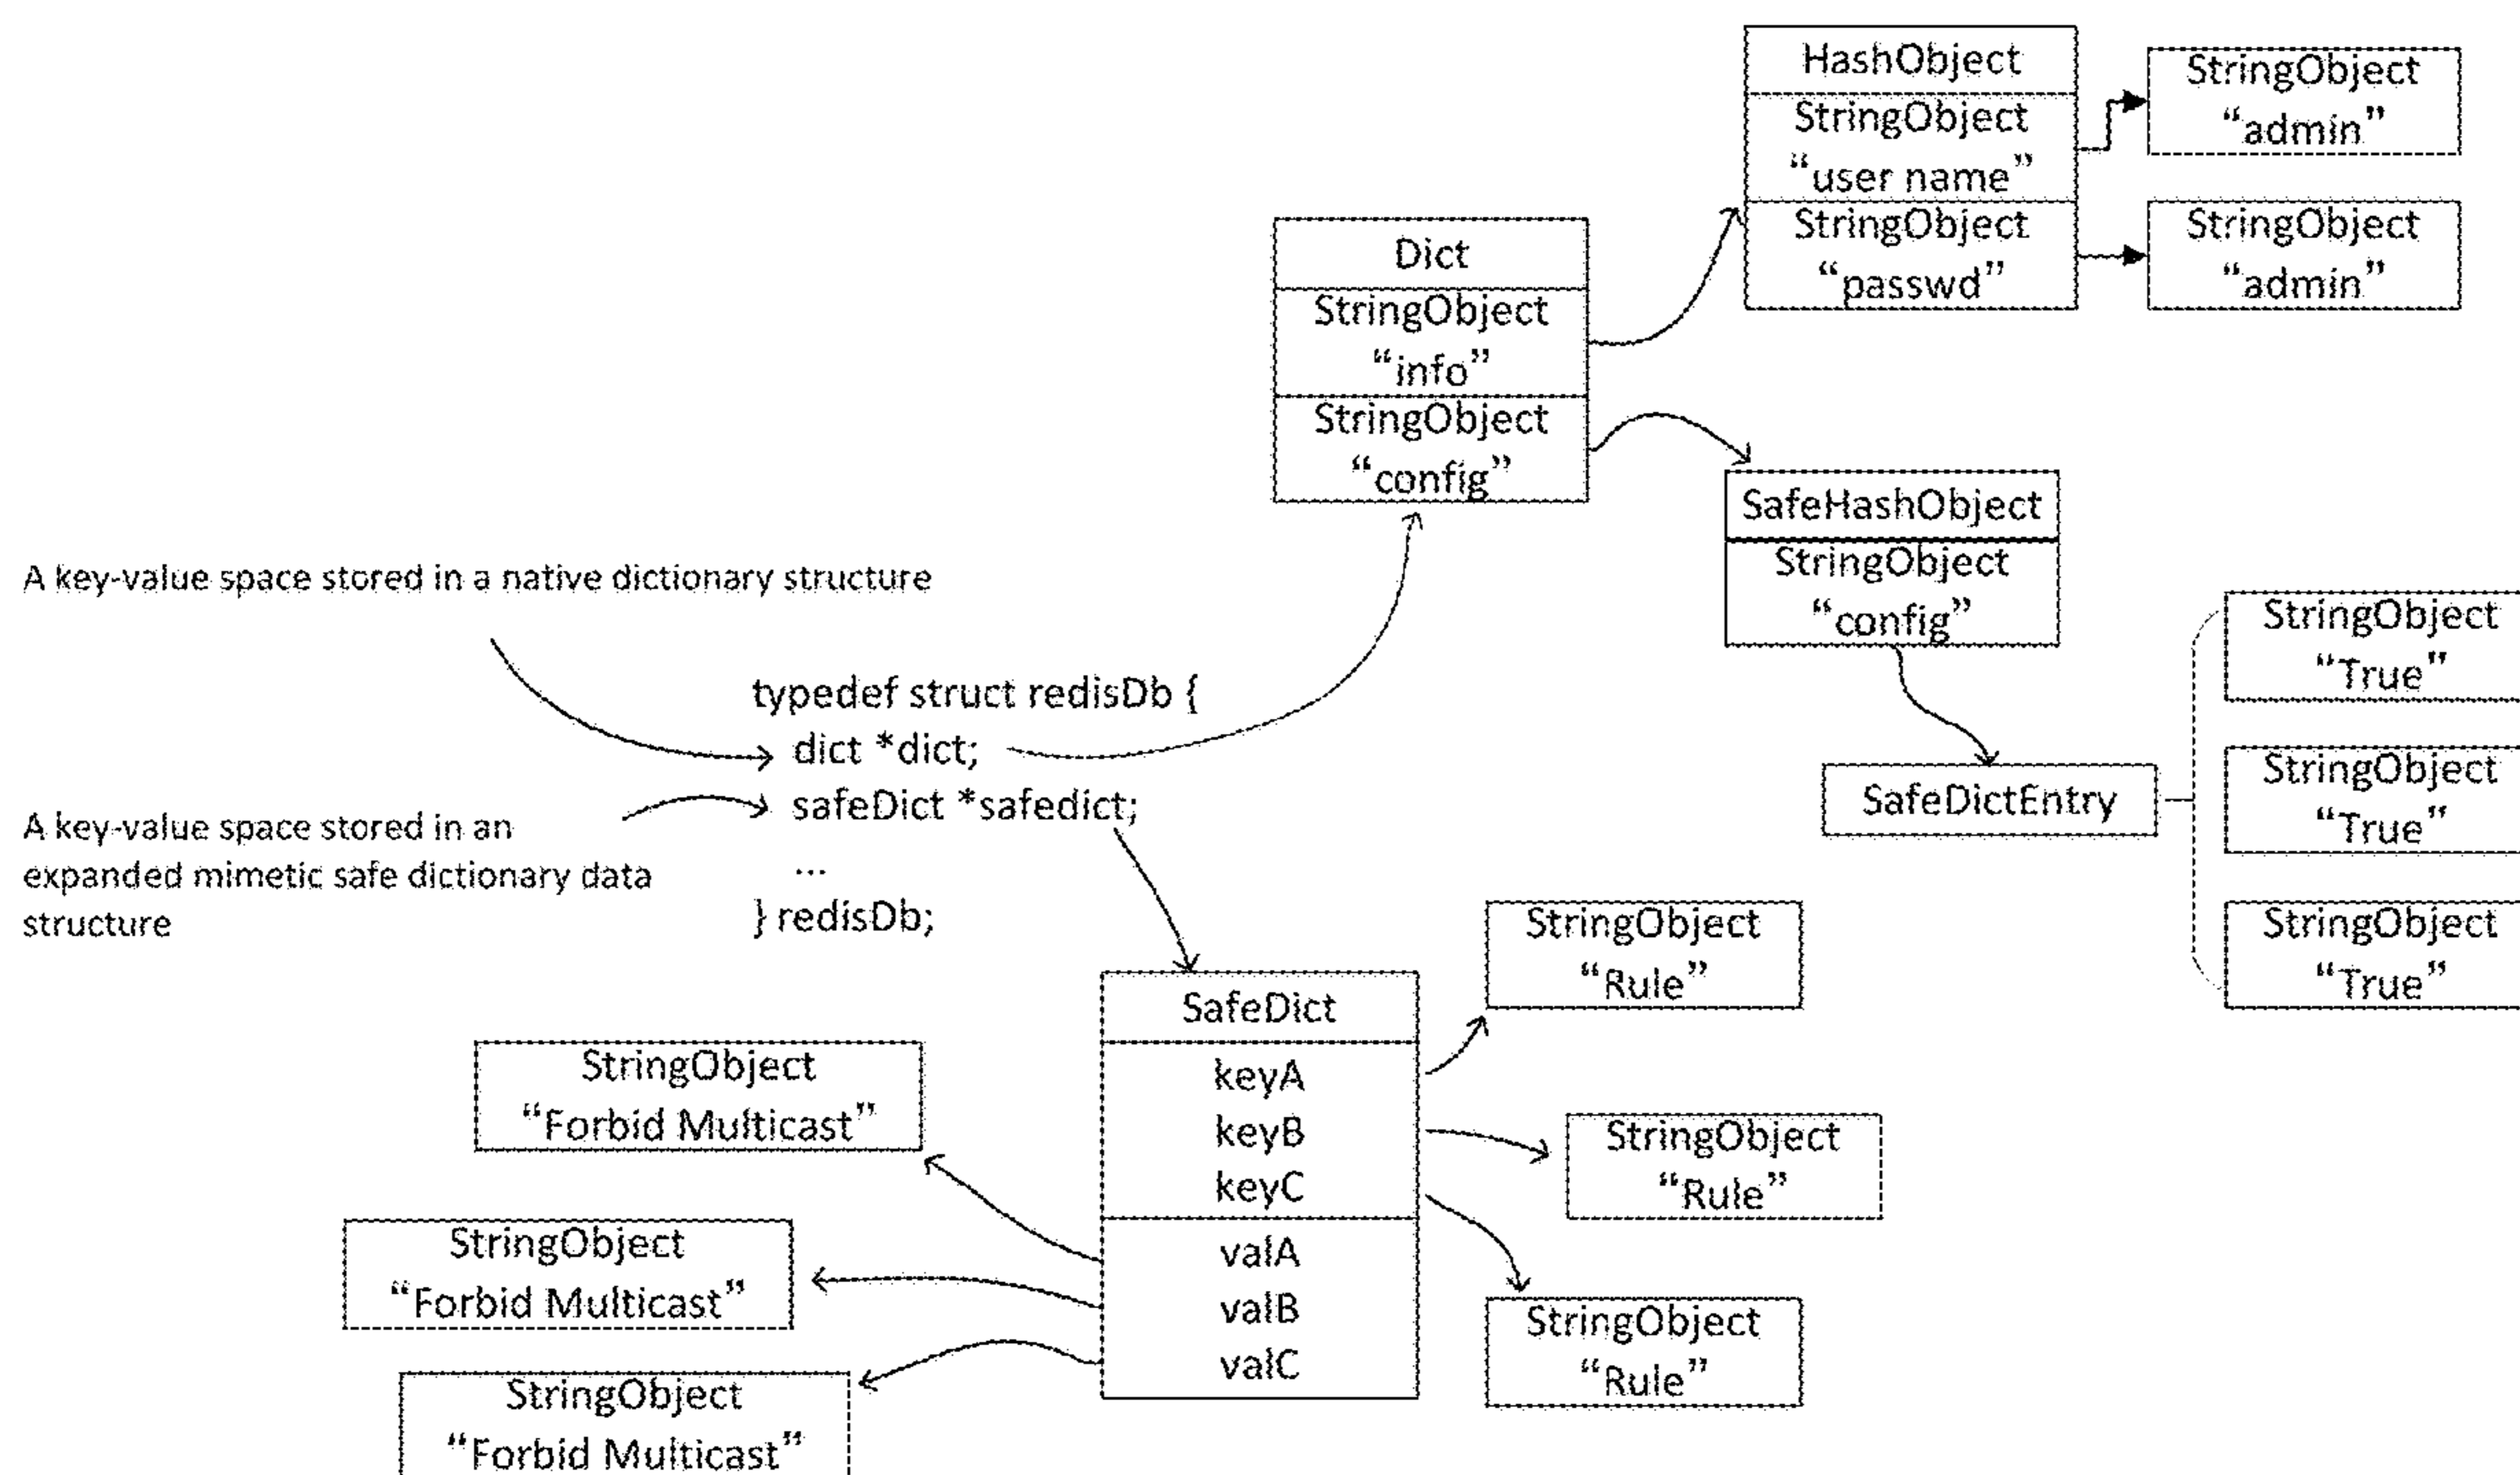 HashObject
StringObject
“user name”
StringObject
“passwd”
StringObject
“admin”
StringObject
“admin”
Dict
StringObject
“info”
StringObject
“config”
SafeHashObject
StringObject
“config”
SafeDictEntry
StringObject
“True”
StringObject
“True”
StringObject
“True”
A key-value space stored in a native dictionary structure
typedef struct redisDb {
dict *dict;
safeDict *safedict;
...
} redisDb;
A key-value space stored in an
expanded mimetic safe dictionary data
structure
SafeDict
keyA
keyB
keyC
valA
valB
valC
StringObject
“Rule”
StringObject
“Rule”
StringObject
“Rule”
StringObject
“Forbid Multicast”
StringObject
“Forbid Multicast”
StringObject
“Forbid Multicast”